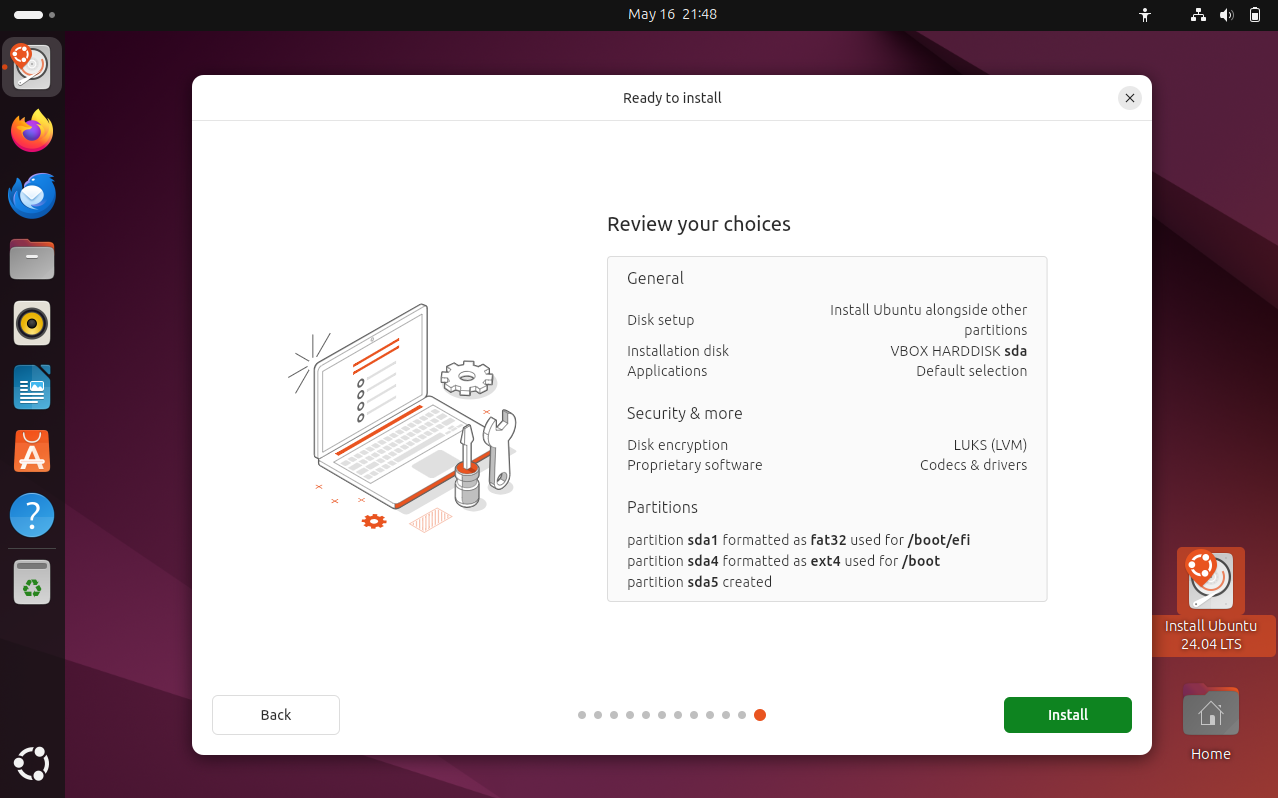 May 16 21:48
Ready to install
Review your choices
General
Disk setup
Install Ubuntu alongside other
partitions
Installation disk
VBOX HARDDISK sda
Applications
Default selection
Security & more
Disk encryption
LUKS (LVM)
Proprietary software
Codecs & drivers
Partitions
partition sda1 formatted as fat32 used for /boot/efi
partition sda4 formatted as ext4 used for /boot
partition sda5 created
Back
Install
Install Ubuntu
24.04 LTS
Home